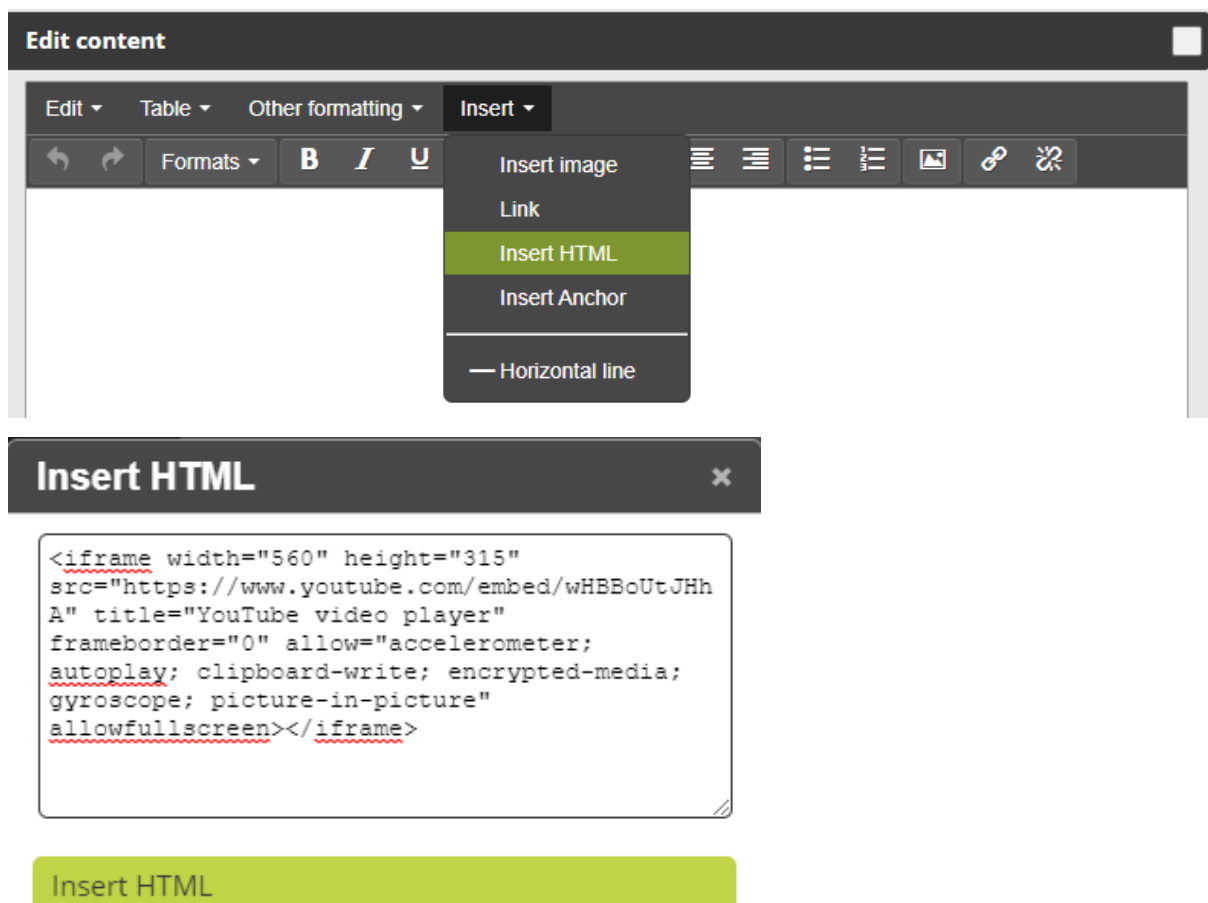 Edit content
Edit Table Other formatting Insert
Formats B I U
Insert image
Link
Insert HTML
Insert Anchor
Horizontal line
Insert HTML
<iframe width="560" height="315"
src="https://www.youtube.com/embed/wHBBoUtJHh
A" title="YouTube video player"
frameborder="0" allow="accelerometer;
autoplay; clipboard-write; encrypted-media;
gyroscope; picture-in-picture"
allowfullscreen></iframe>
Insert HTML